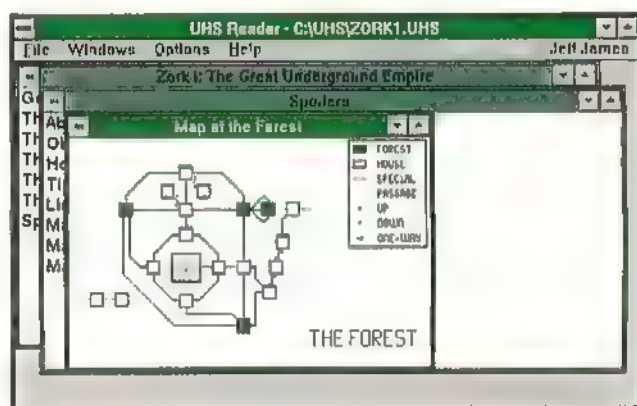 UHS Reader - C:\UHS\ZORK1.UHS
File Windows Options Help Jeff Jamen
Zork I: The Great Underground Empire
Spoilers
Map of the Forest
FOREST
HOUSE
SPECIAL PASSAGE
UP
DOWN
ONE-WAY
THE FOREST